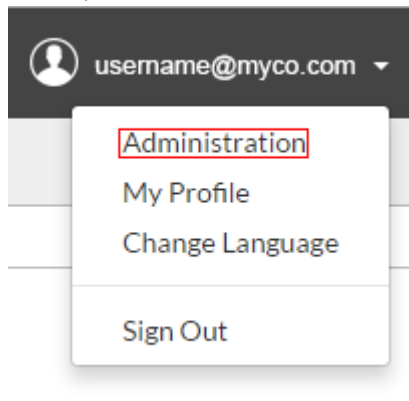 username@myco.com
Administration
My Profile
Change Language
Sign Out